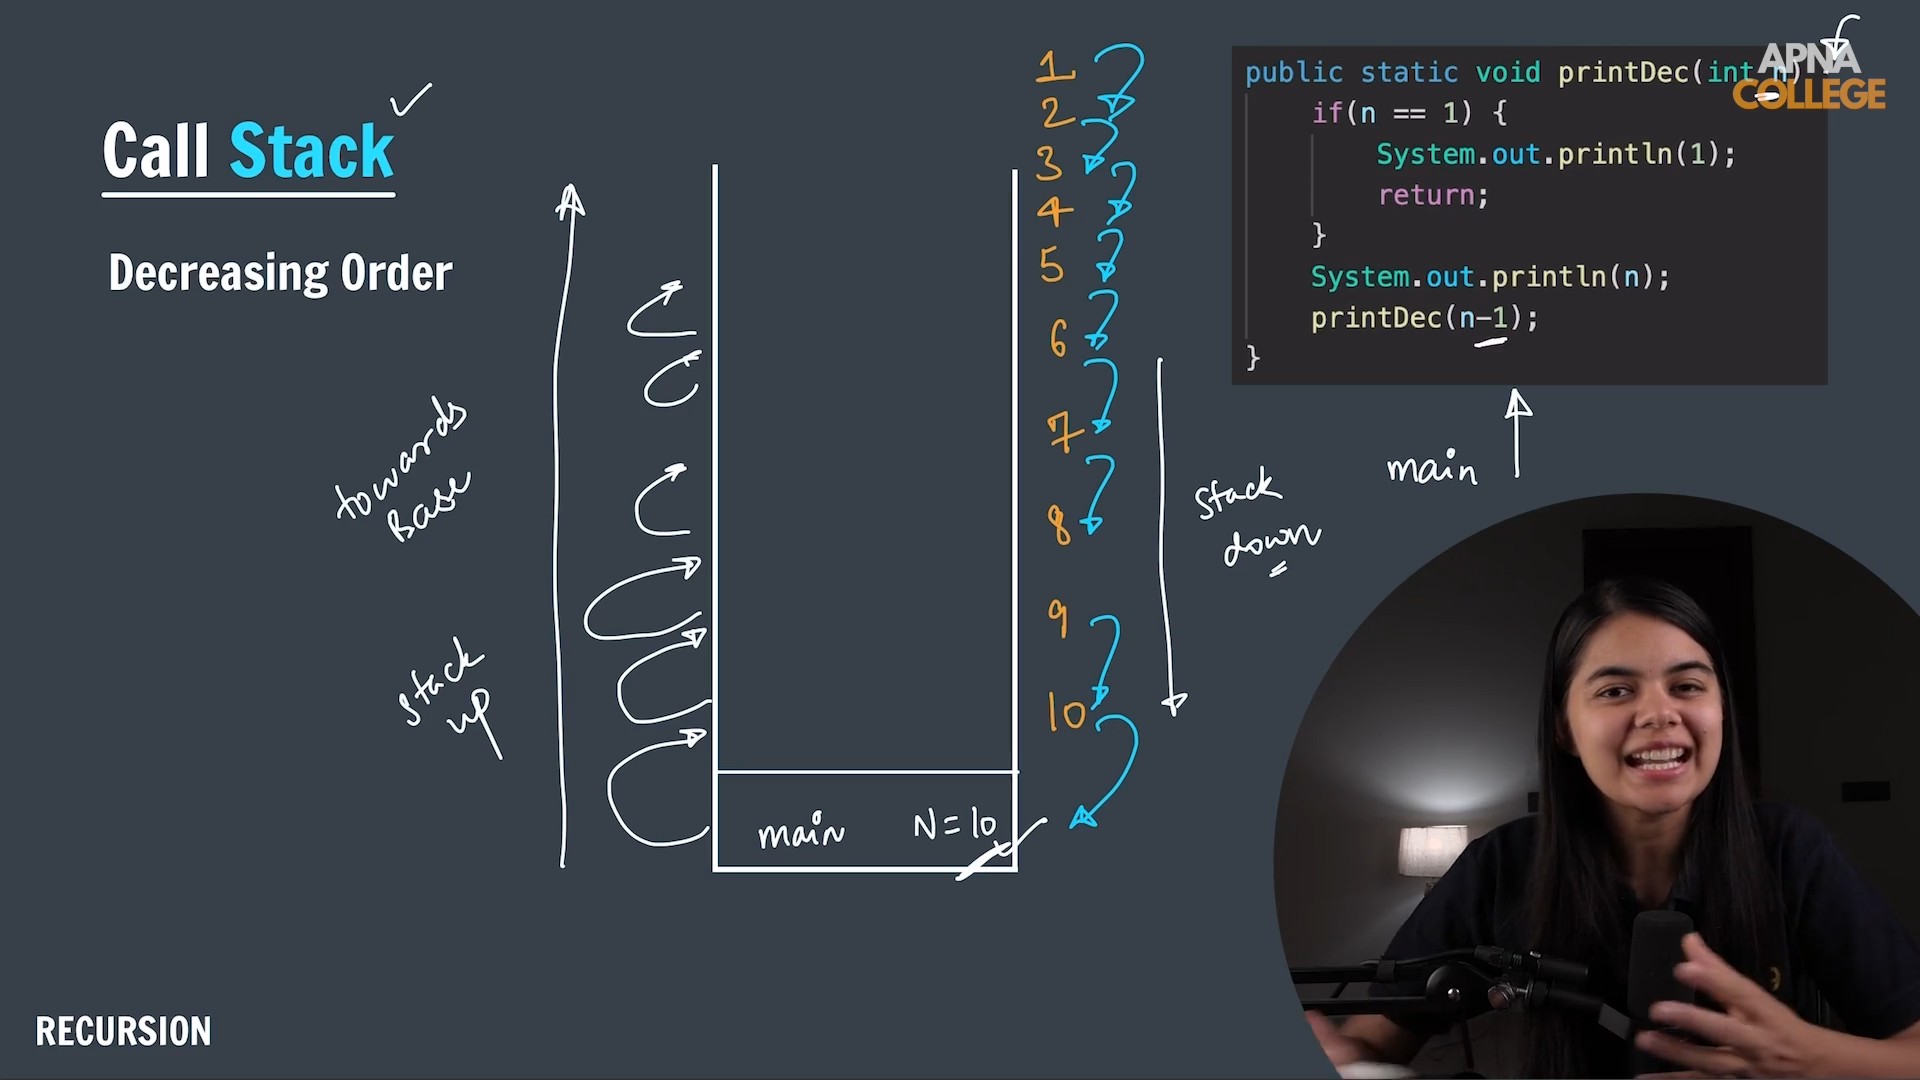 Call Stack
Decreasing Order
towards
Base
stack
up
main N=10
1
2
3
4
5
6
7
8
9
10
stack
down
public static void printDec(int n) {
if(n == 1) {
System.out.println(1);
return;
}
System.out.println(n);
printDec(n-1);
}
APNA
COLLEGE
main
RECURSION